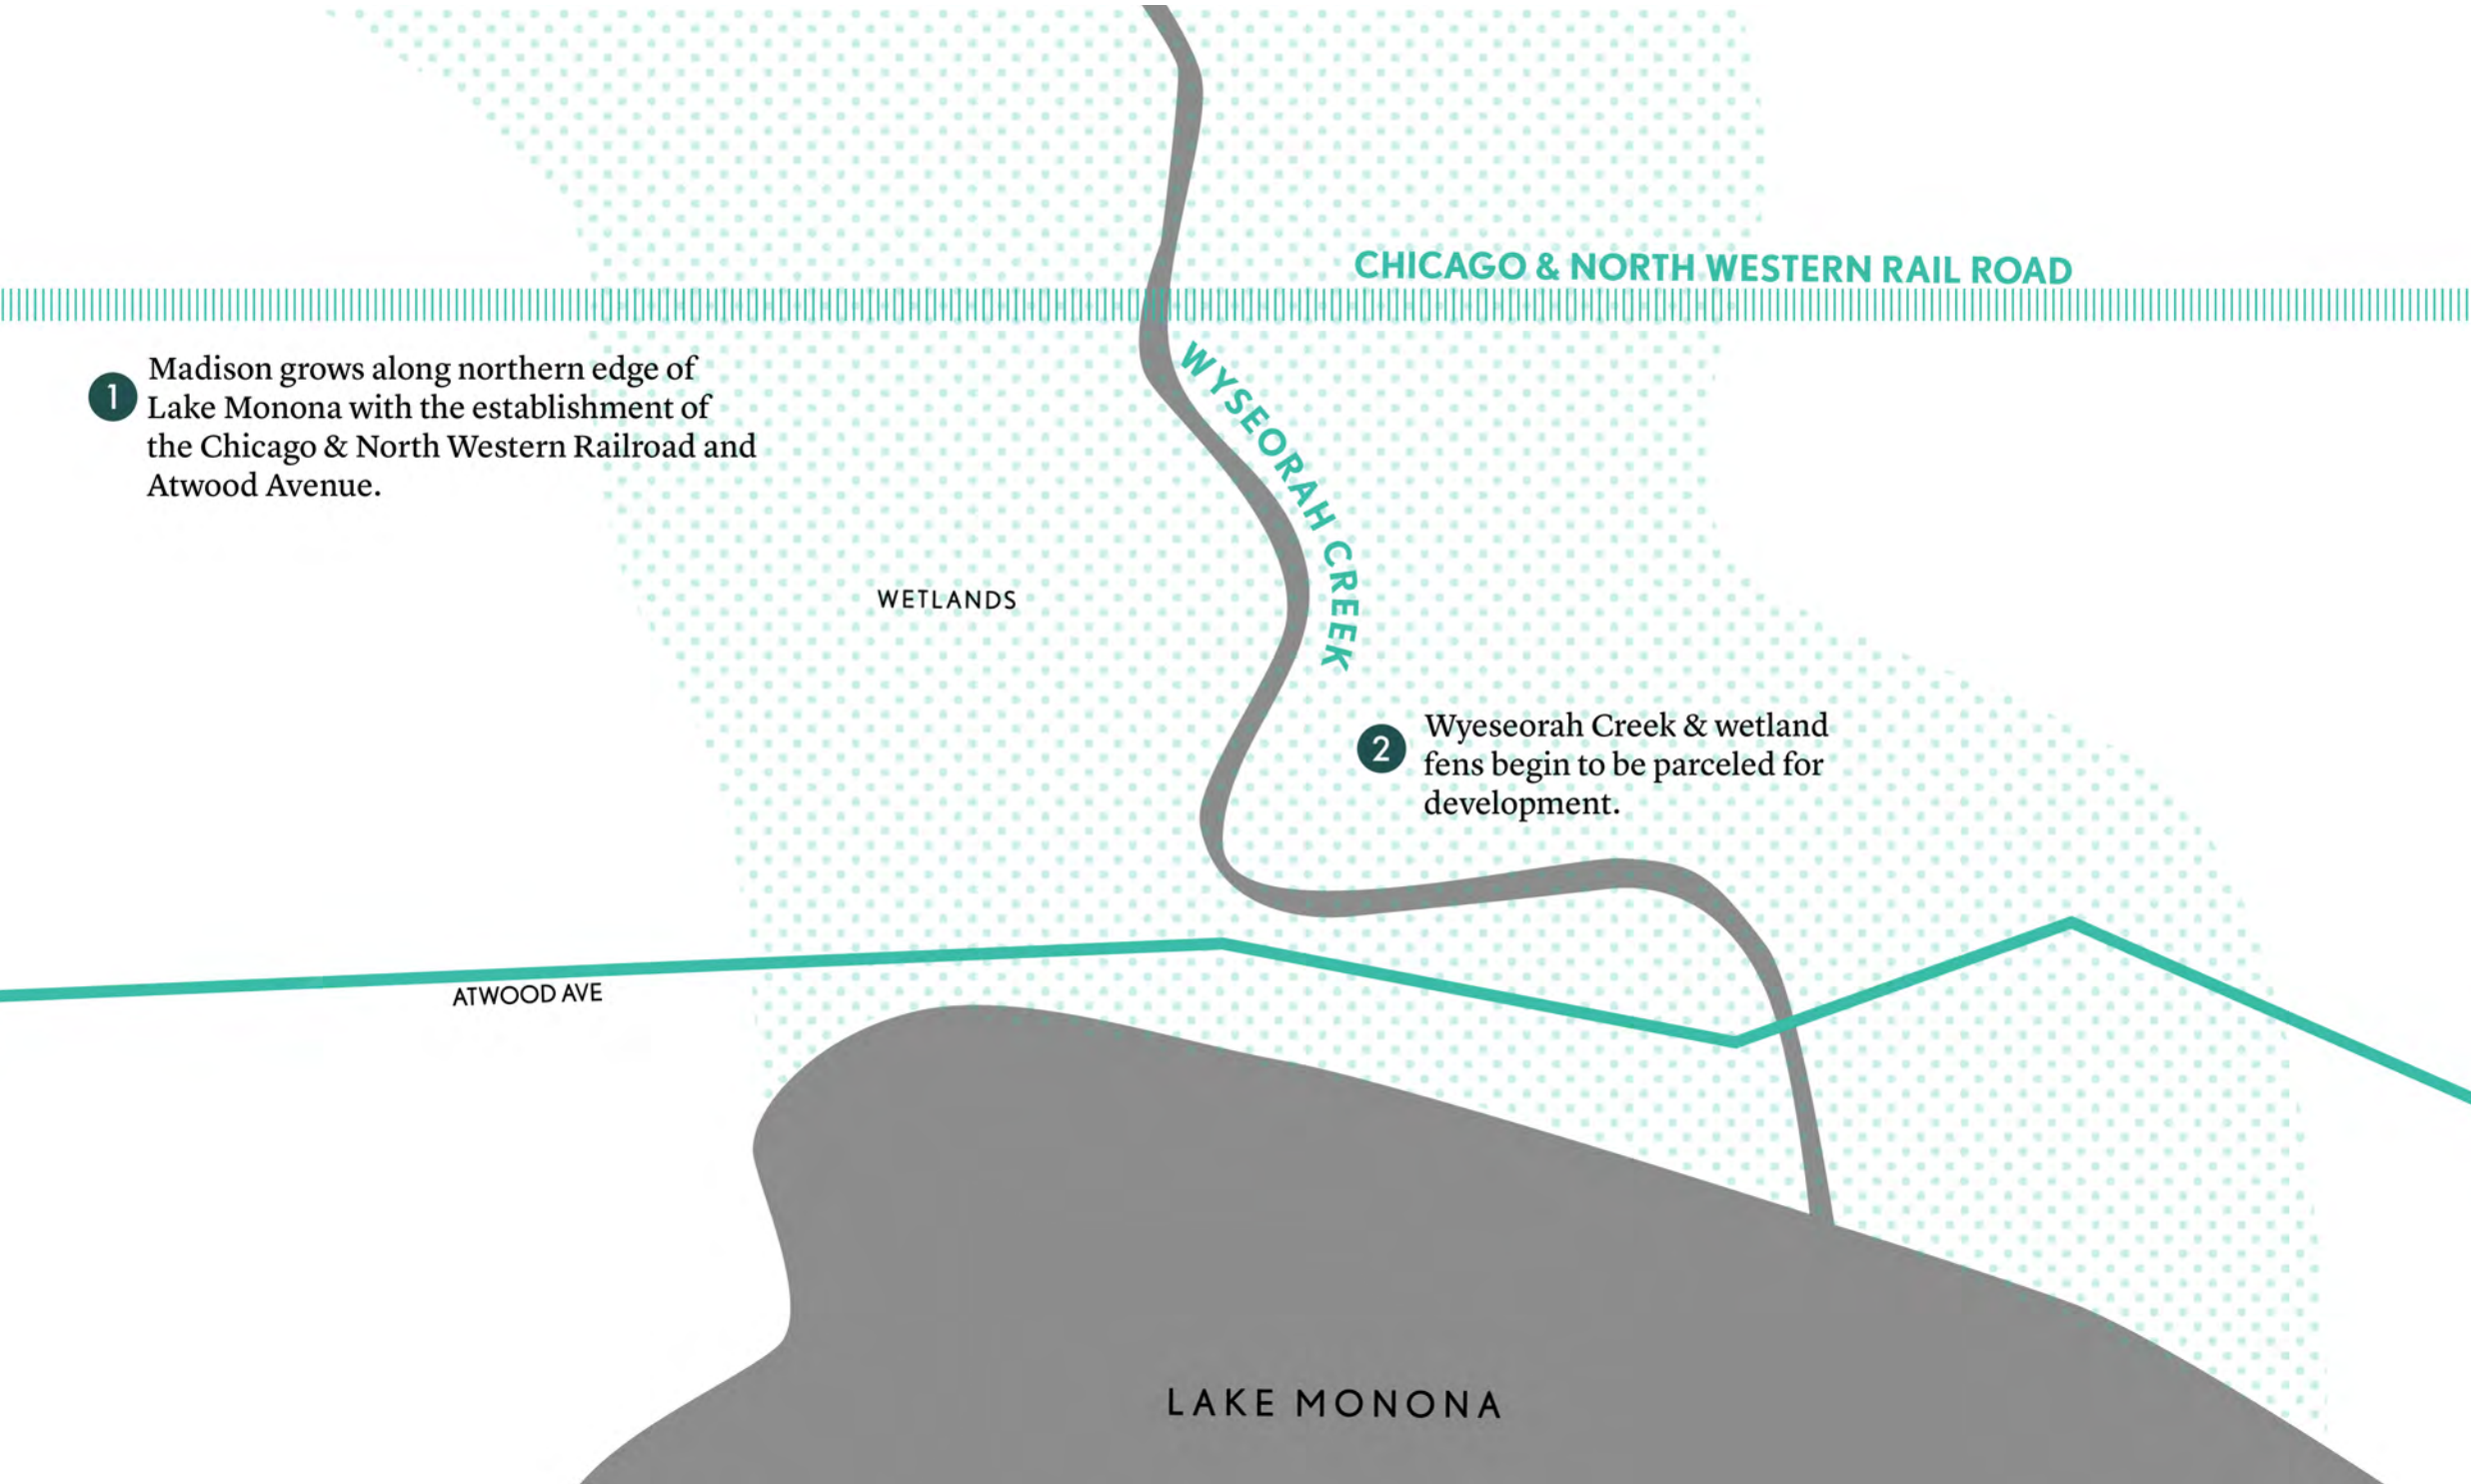 CHICAGO & NORTH WESTERN RAIL ROAD
1
Madison grows along northern edge of
Lake Monona with the establishment of
the Chicago & North Western Railroad and
Atwood Avenue.
WYSEORAH CREEK
WETLANDS
2
Wyeseorah Creek & wetland
fens begin to be parceled for
development.
ATWOOD AVE
LAKE MONONA